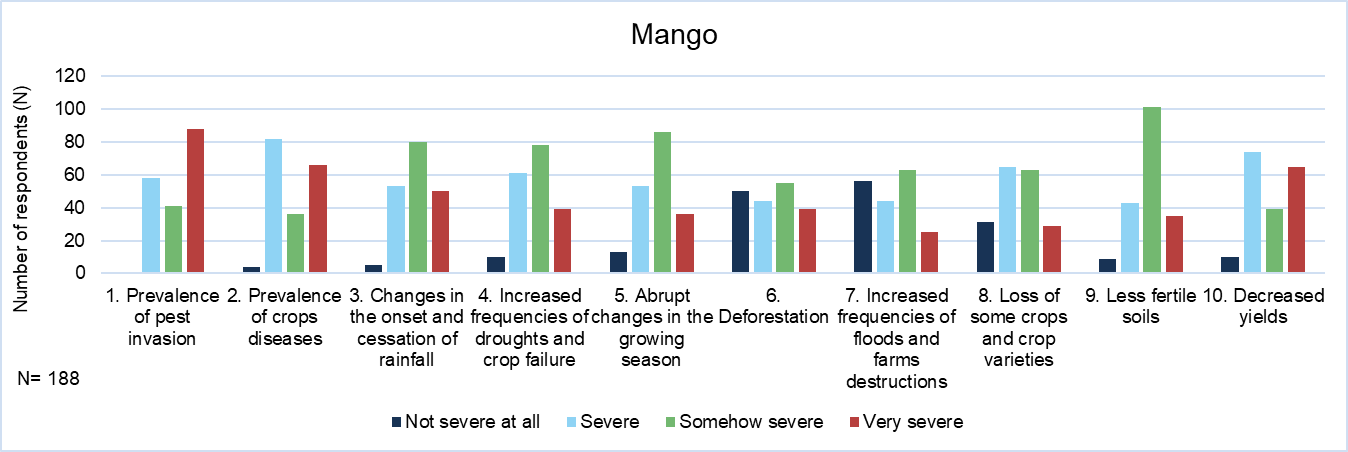 Mango
Number of respondents (N)
120
100
80
60
40
20
0
1. Prevalence
of pest
invasion
2. Prevalence
of crops
diseases
3. Changes in
the onset and
cessation of
rainfall
4. Increased
frequencies of
droughts and
crop failure
5. Abrupt
changes in the
growing
season
6.
Deforestation
7. Increased
frequencies of
floods and
farms
destructions
8. Loss of
some crops
and crop
varieties
9. Less fertile
soils
10. Decreased
yields
N= 188
Not severe at all
Severe
Somehow severe
Very severe